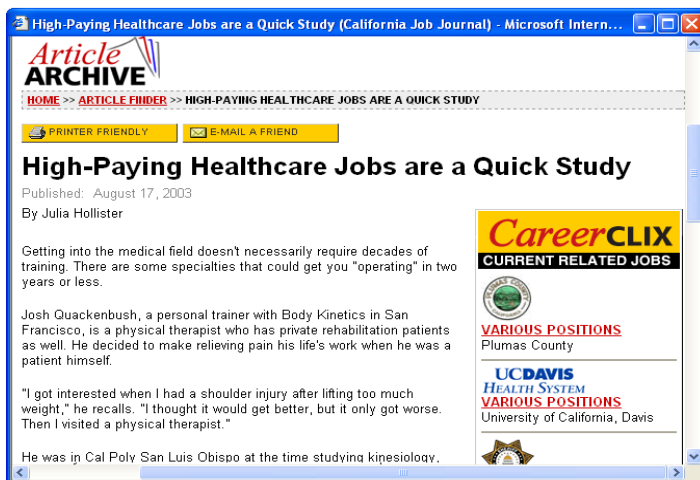 High-Paying Healthcare Jobs are a Quick Study (California Job Journal) - Microsoft Intern...
Article
ARCHIVE
HOME >> ARTICLE FINDER >> HIGH-PAYING HEALTHCARE JOBS ARE A QUICK STUDY
PRINTER FRIENDLY
E-MAIL A FRIEND
High-Paying Healthcare Jobs are a Quick Study
Published: August 17, 2003
By Julia Hollister
Getting into the medical field doesn't necessarily require decades of
training. There are some specialties that could get you "operating" in two
years or less.
Josh Quackenbush, a personal trainer with Body Kinetics in San
Francisco, is a physical therapist who has private rehabilitation patients
as well. He decided to make relieving pain his life's work when he was a
patient himself.
"I got interested when I had a shoulder injury after lifting too much
weight," he recalls. "I thought it would get better, but it only got worse.
Then I visited a physical therapist."
He was in Cal Poly San Luis Obispo at the time studying kinesiology,
CareerCLIX
CURRENT RELATED JOBS
PLUMAS COUNTY
VARIOUS POSITIONS
Plumas County
UCDAVIS
HEALTH SYSTEM
VARIOUS POSITIONS
University of California, Davis